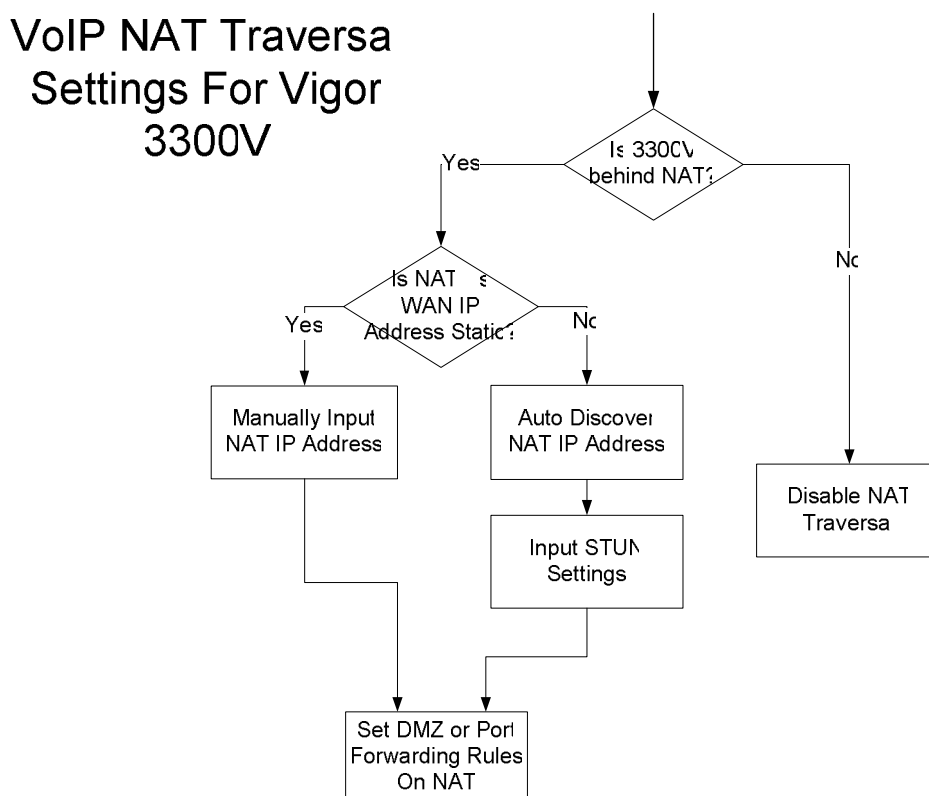 VoIP NAT Traversa
Settings For Vigor
3300V
Is 3300V
behind NAT?
Yes
No
Is NAT s
WAN IP
Address Static?
Yes
No
Manually Input
NAT IP Address
Auto Discover
NAT IP Address
Disable NAT
Traversa
Input STUN
Settings
Set DMZ or Port
Forwarding Rules
On NAT